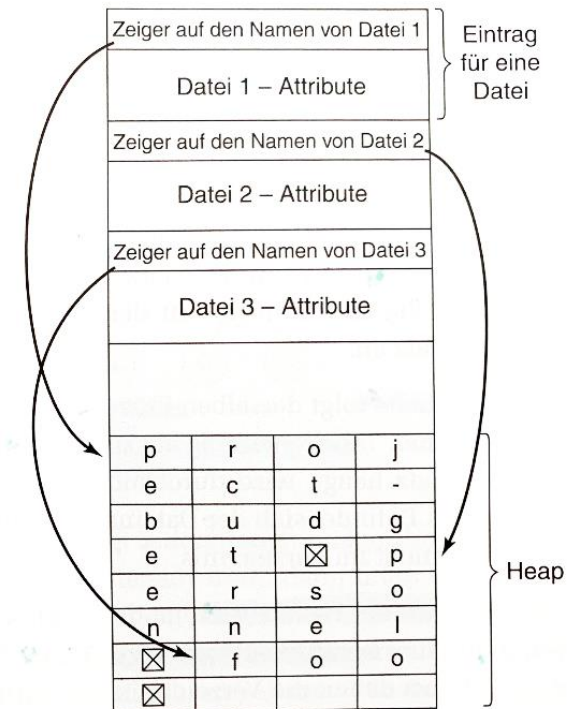 Zeiger auf den Namen von Datei 1
Datei 1 – Attribute
Zeiger auf den Namen von Datei 2
Datei 2 – Attribute
Zeiger auf den Namen von Datei 3
Datei 3 – Attribute
Eintrag
für eine
Datei
p r o j
e c t -
b u d g
e t ☒ p
e r s o
n n e l
☒ f o o
☒
Heap